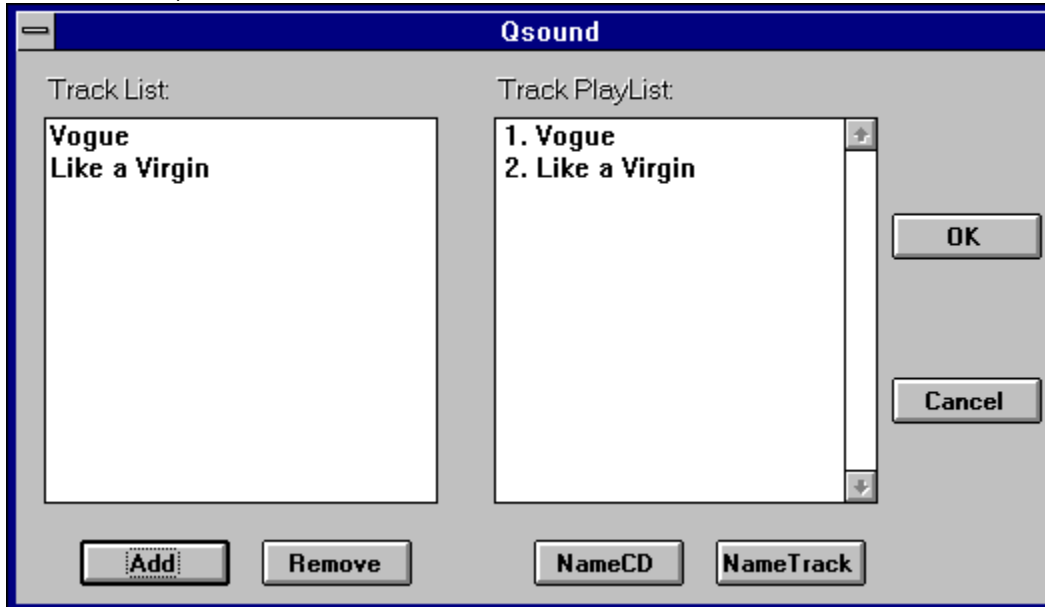 Qsound
Track List:
Track PlayList:
Vogue
Like a Virgin
1. Vogue
2. Like a Virgin
OK
Cancel
Add
Remove
NameCD
NameTrack